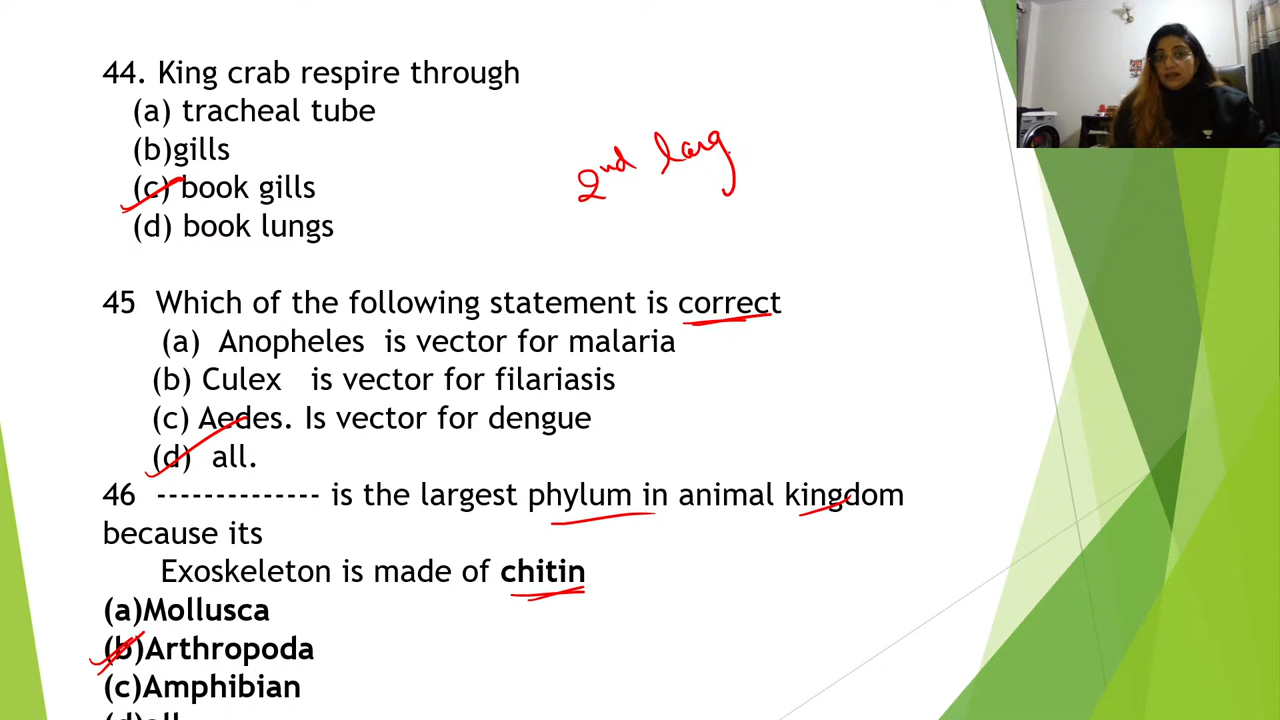 44. King crab respire through
(a) tracheal tube
(b)gills
(c) book gills
(d) book lungs
2nd larg
45 Which of the following statement is correct
(a) Anopheles is vector for malaria
(b) Culex is vector for filariasis
(c) Aedes. Is vector for dengue
(d) all.
46 -------------- is the largest phylum in animal kingdom
because its
Exoskeleton is made of chitin
(a)Mollusca
(b)Arthropoda
(c)Amphibian